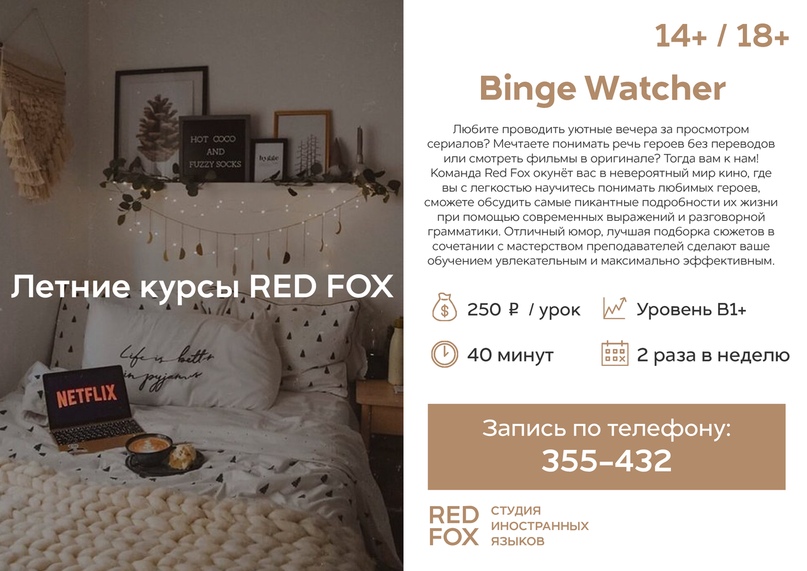 Летние курсы RED FOX
HOT COCO
AND
FUZZY SOCKS
hustle
Life is better
in pyjamas
NETFLIX
14+ / 18+
Binge Watcher
Любите проводить уютные вечера за просмотром
сериалов? Мечтаете понимать речь героев без переводов
или смотреть фильмы в оригинале? Тогда вам к нам!
Команда Red Fox окунёт вас в невероятный мир кино, где
вы с легкостью научитесь понимать любимых героев,
сможете обсудить самые пикантные подробности их жизни
при помощью современных выражений и разговорной
грамматики. Отличный юмор, лучшая подборка сюжетов в
сочетании с мастерством преподавателей сделают ваше
обучением увлекательным и максимально эффективным.
250 ₽ / урок
Уровень B1+
40 минут
2 раза в неделю
Запись по телефону:
355-432
RED
FOX
СТУДИЯ
ИНОСТРАННЫХ
ЯЗЫКОВ